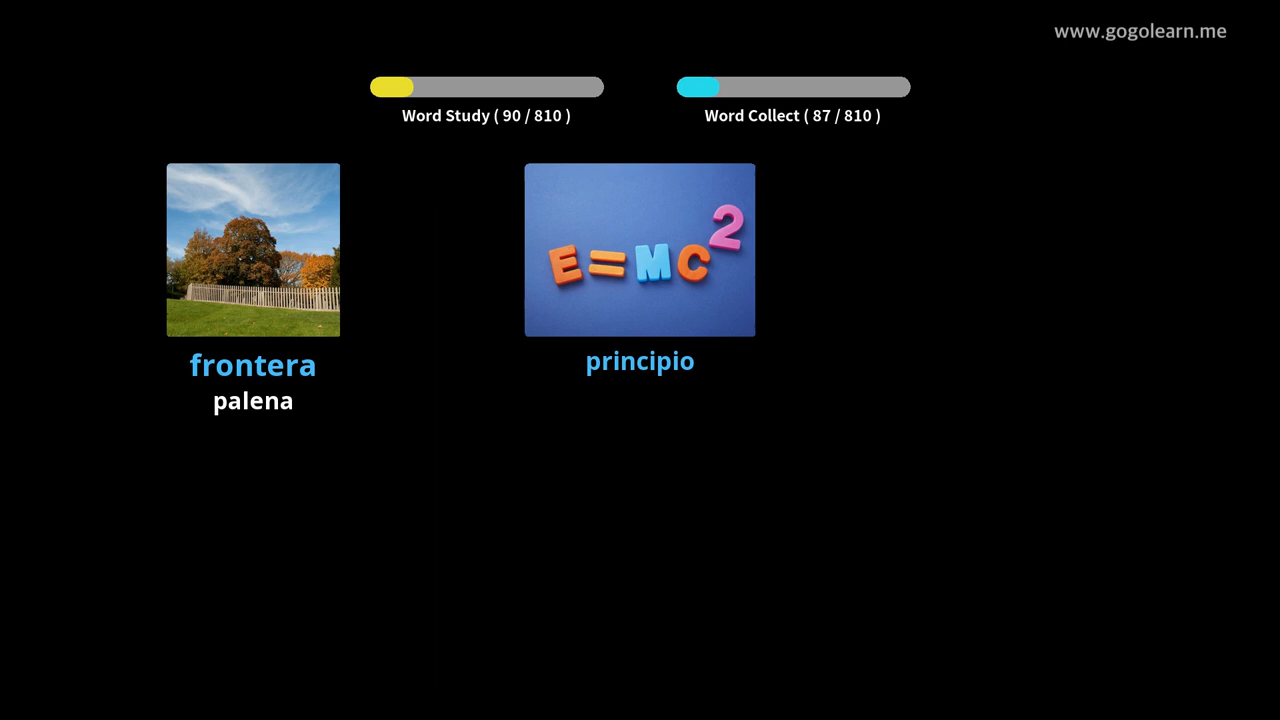 www.gogolearn.me
Word Study ( 90 / 810 )
Word Collect ( 87 / 810 )
E=MC2
frontera
palena
principio